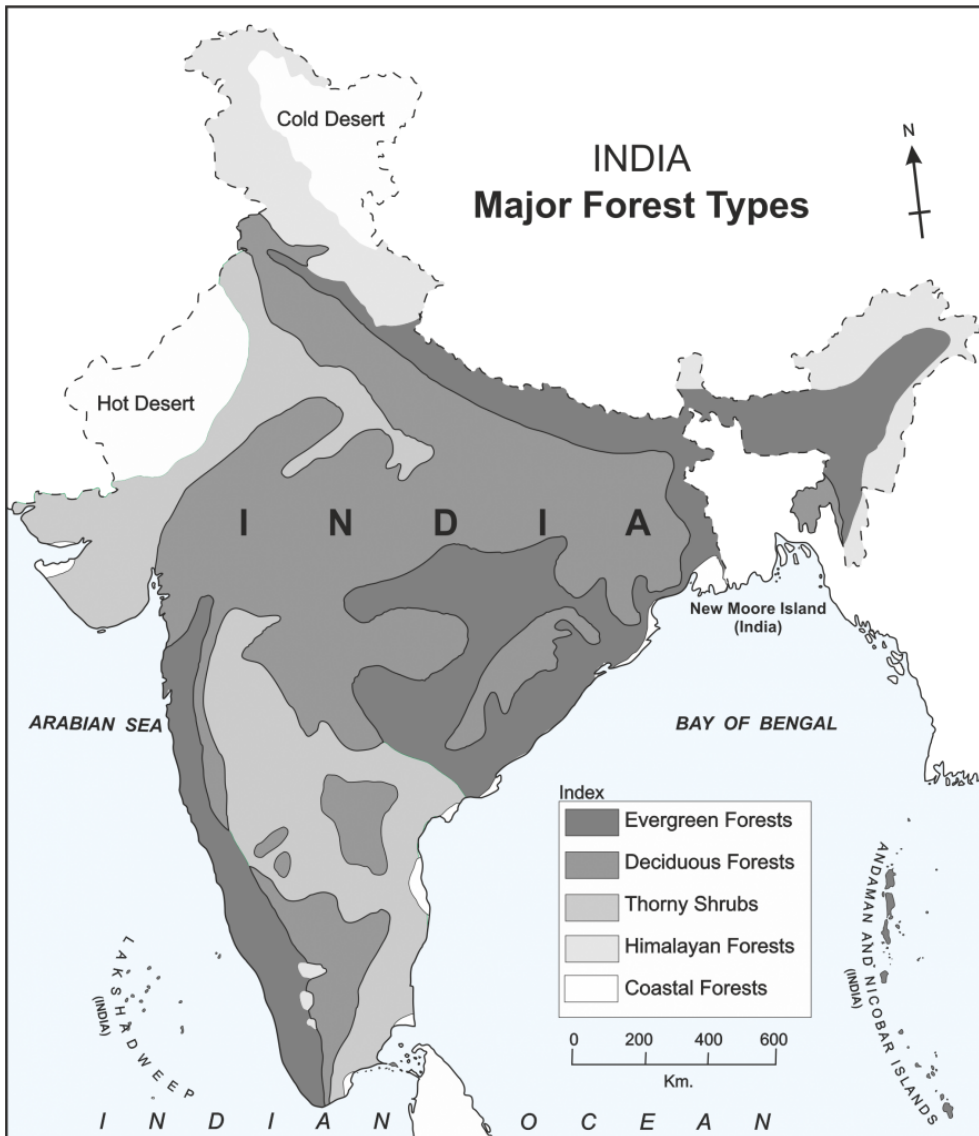 Cold Desert
N
INDIA
Major Forest Types
Hot Desert
I N D I A
New Moore Island
(India)
ARABIAN SEA
BAY OF BENGAL
Index
Evergreen Forests
Deciduous Forests
Thorny Shrubs
Himalayan Forests
Coastal Forests
0 200 400 600
Km.
LAKSHADWEEP
(INDIA)
ANDAMAN AND NICOBAR ISLANDS
(INDIA)
I N D I A N O C E A N